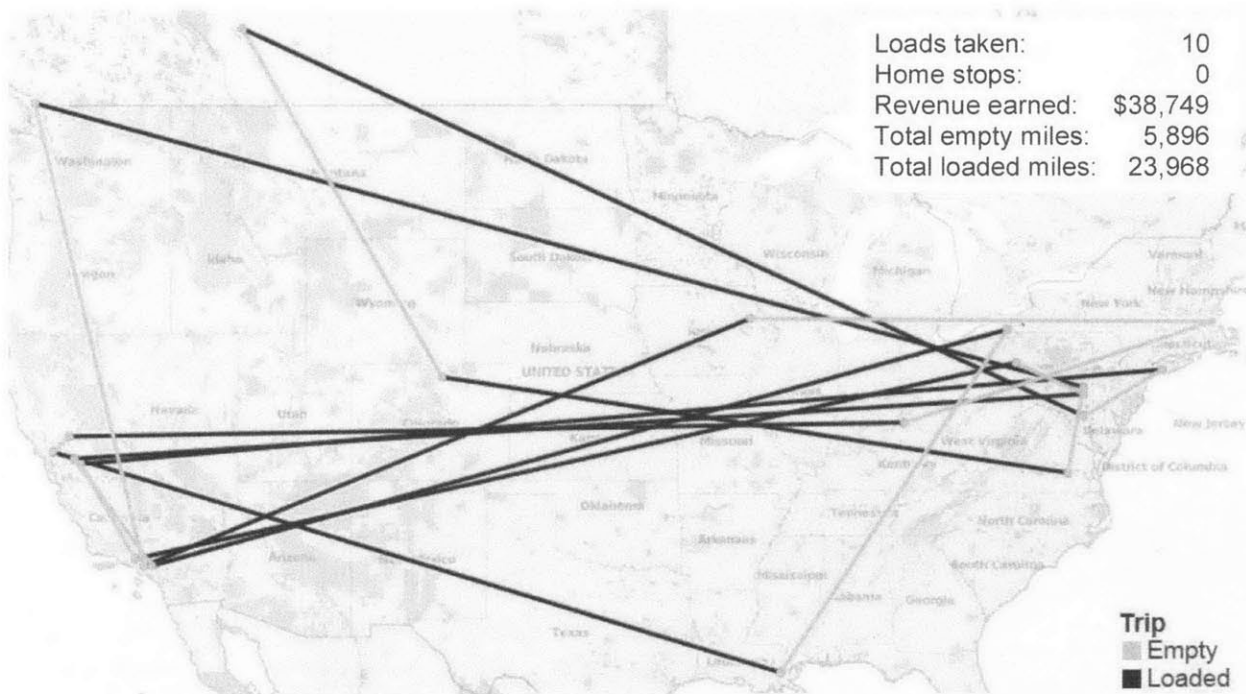 Loads taken: 10
Home stops: 0
Revenue earned: $38,749
Total empty miles: 5,896
Total loaded miles: 23,968
Washington
Montana
North Dakota
Minnesota
Oregon
Idaho
South Dakota
Wisconsin
Michigan
Vermont
New York
New Hampshire
Wyoming
Nebraska
UNITED STAT
Nevada
Utah
Colorado
Kansas
Missouri
West Virginia
Kentucky
Delaware
New Jersey
District of Columbia
California
Arizona
Oklahoma
Tennessee
North Carolina
Arkansas
Mississippi
South Carolina
Georgia
Texas
Trip
Empty
Loaded